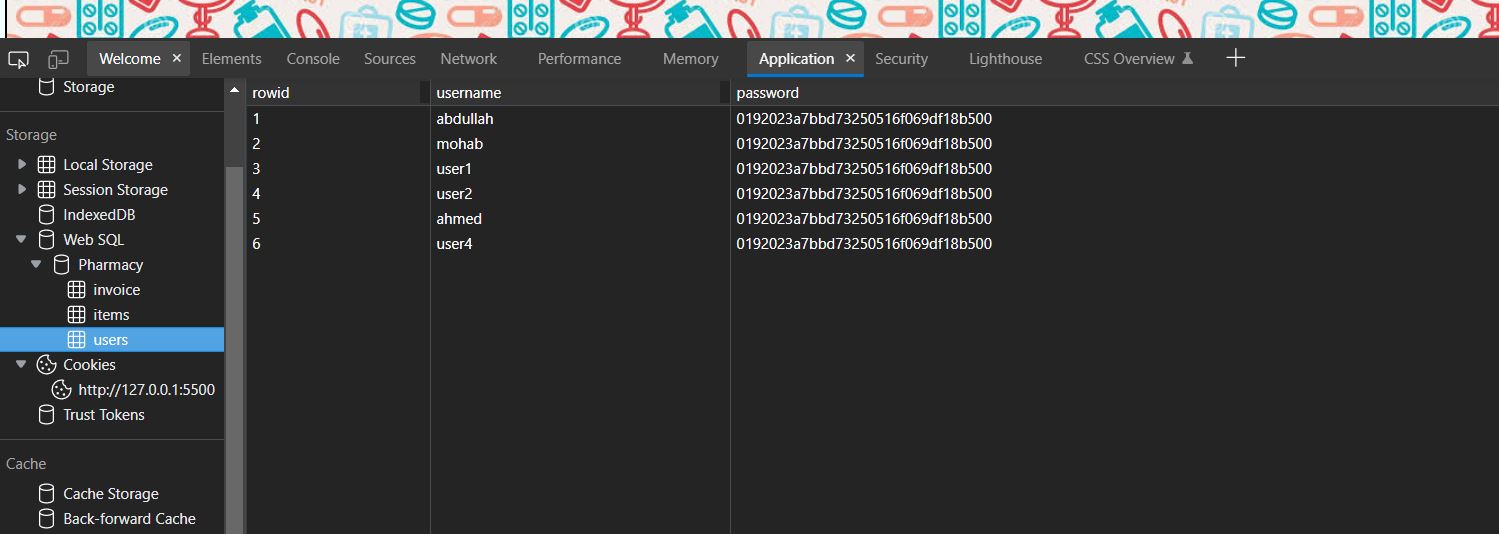 Welcome × Elements Console Sources Network Performance Memory Application × Security Lighthouse CSS Overview
Storage
Storage
Local Storage
Session Storage
IndexedDB
Web SQL
Pharmacy
invoice
items
users
Cookies
http://127.0.0.1:5500
Trust Tokens
Cache
Cache Storage
Back-forward Cache
rowid username password
1 abdullah 0192023a7bbd73250516f069df18b500
2 mohab 0192023a7bbd73250516f069df18b500
3 user1 0192023a7bbd73250516f069df18b500
4 user2 0192023a7bbd73250516f069df18b500
5 ahmed 0192023a7bbd73250516f069df18b500
6 user4 0192023a7bbd73250516f069df18b500